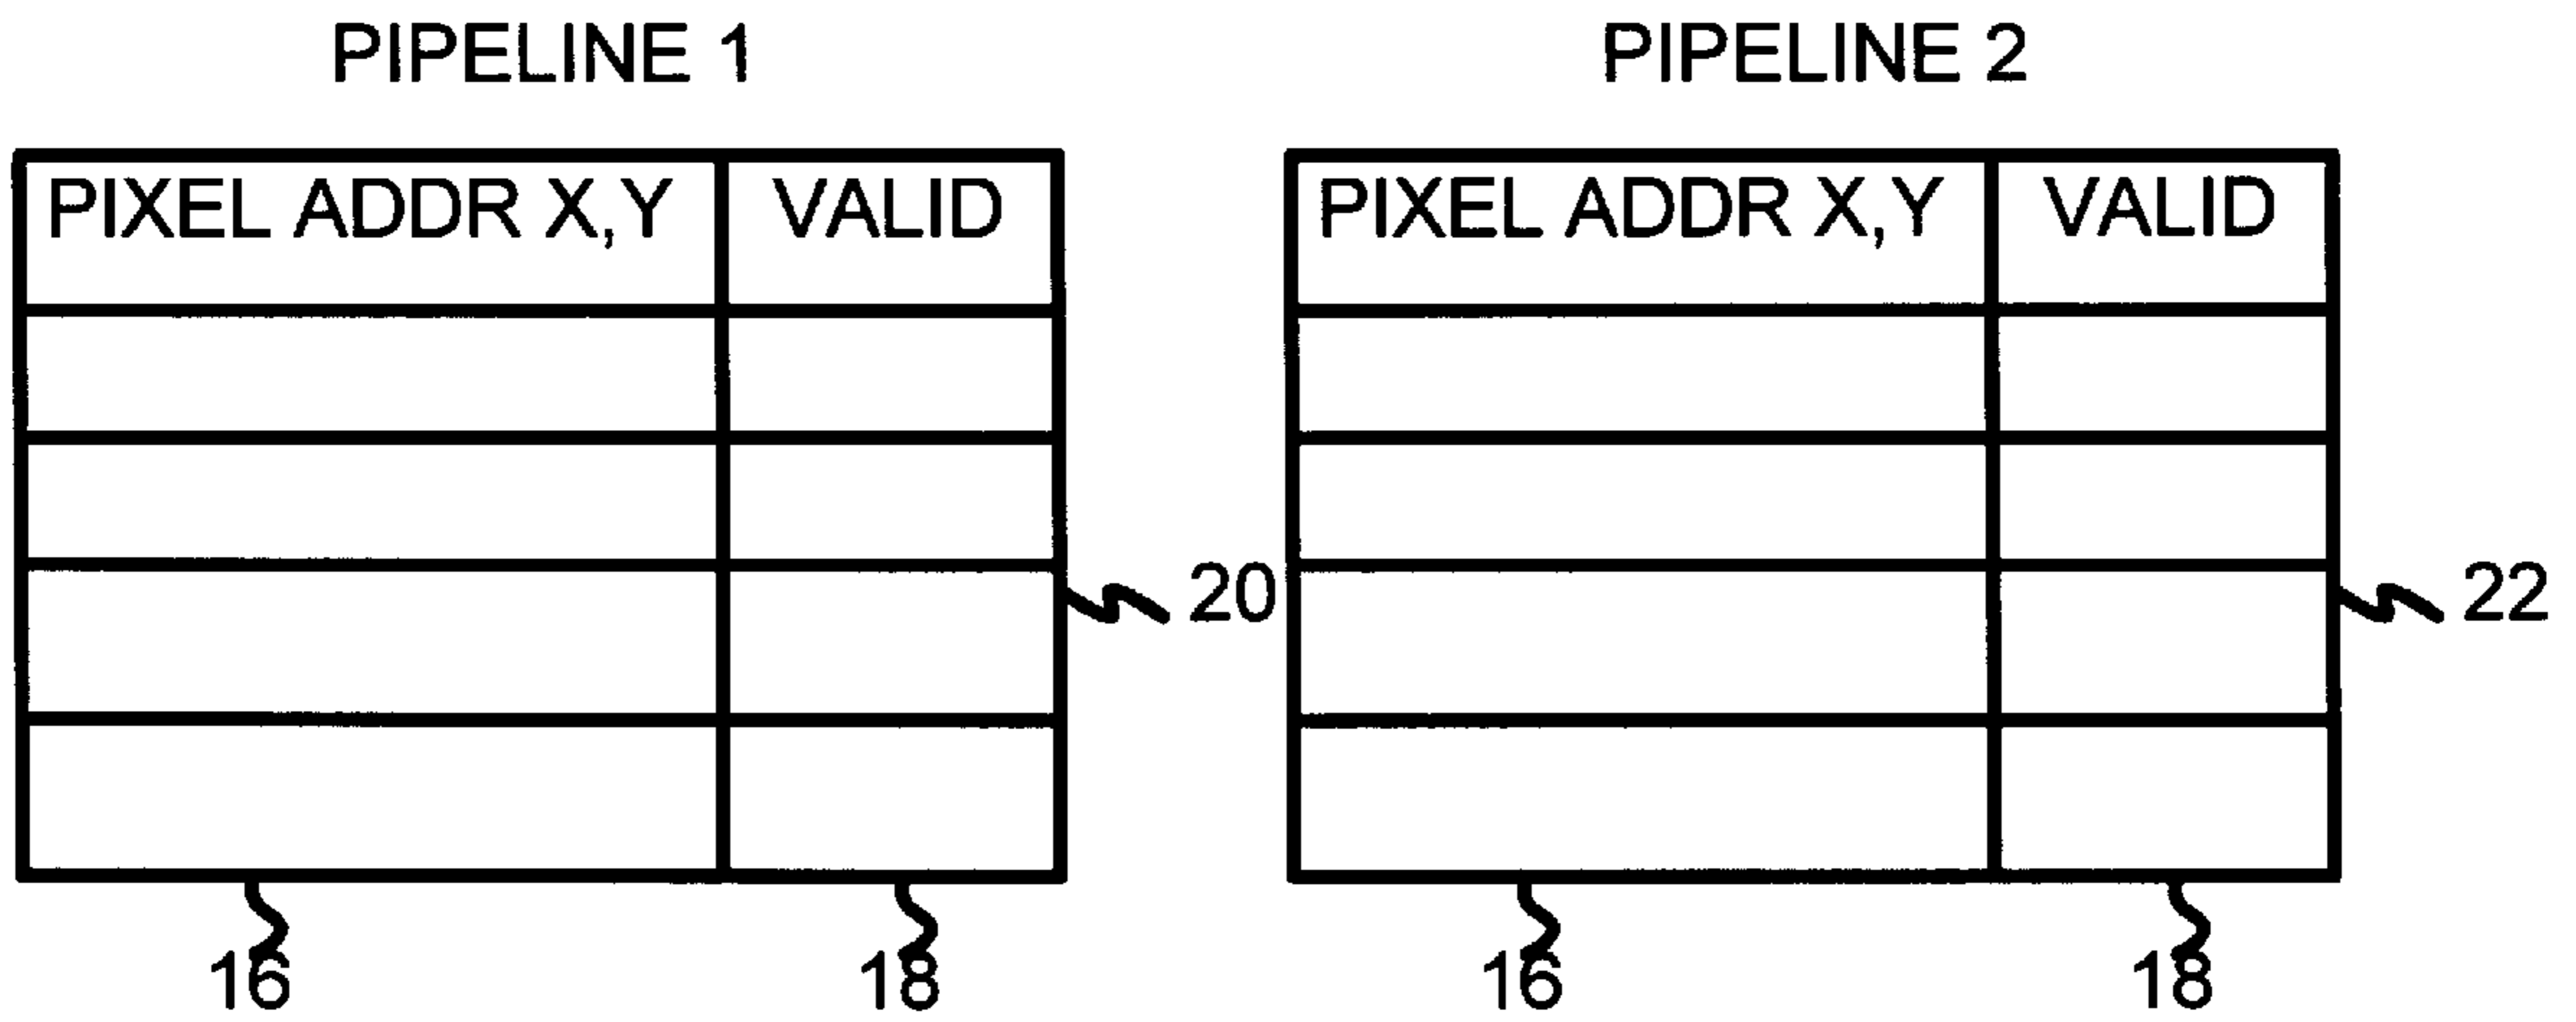 PIPELINE 1 PIPELINE 2
PIXEL ADDR X,Y VALID PIXEL ADDR X,Y VALID
20 22
16 18 16 18